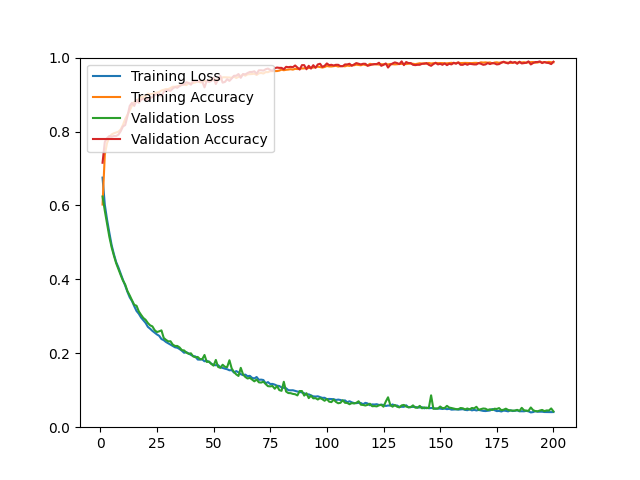 1.0
0.8
0.6
0.4
0.2
0.0
Training Loss
Training Accuracy
Validation Loss
Validation Accuracy
0 25 50 75 100 125 150 175 200